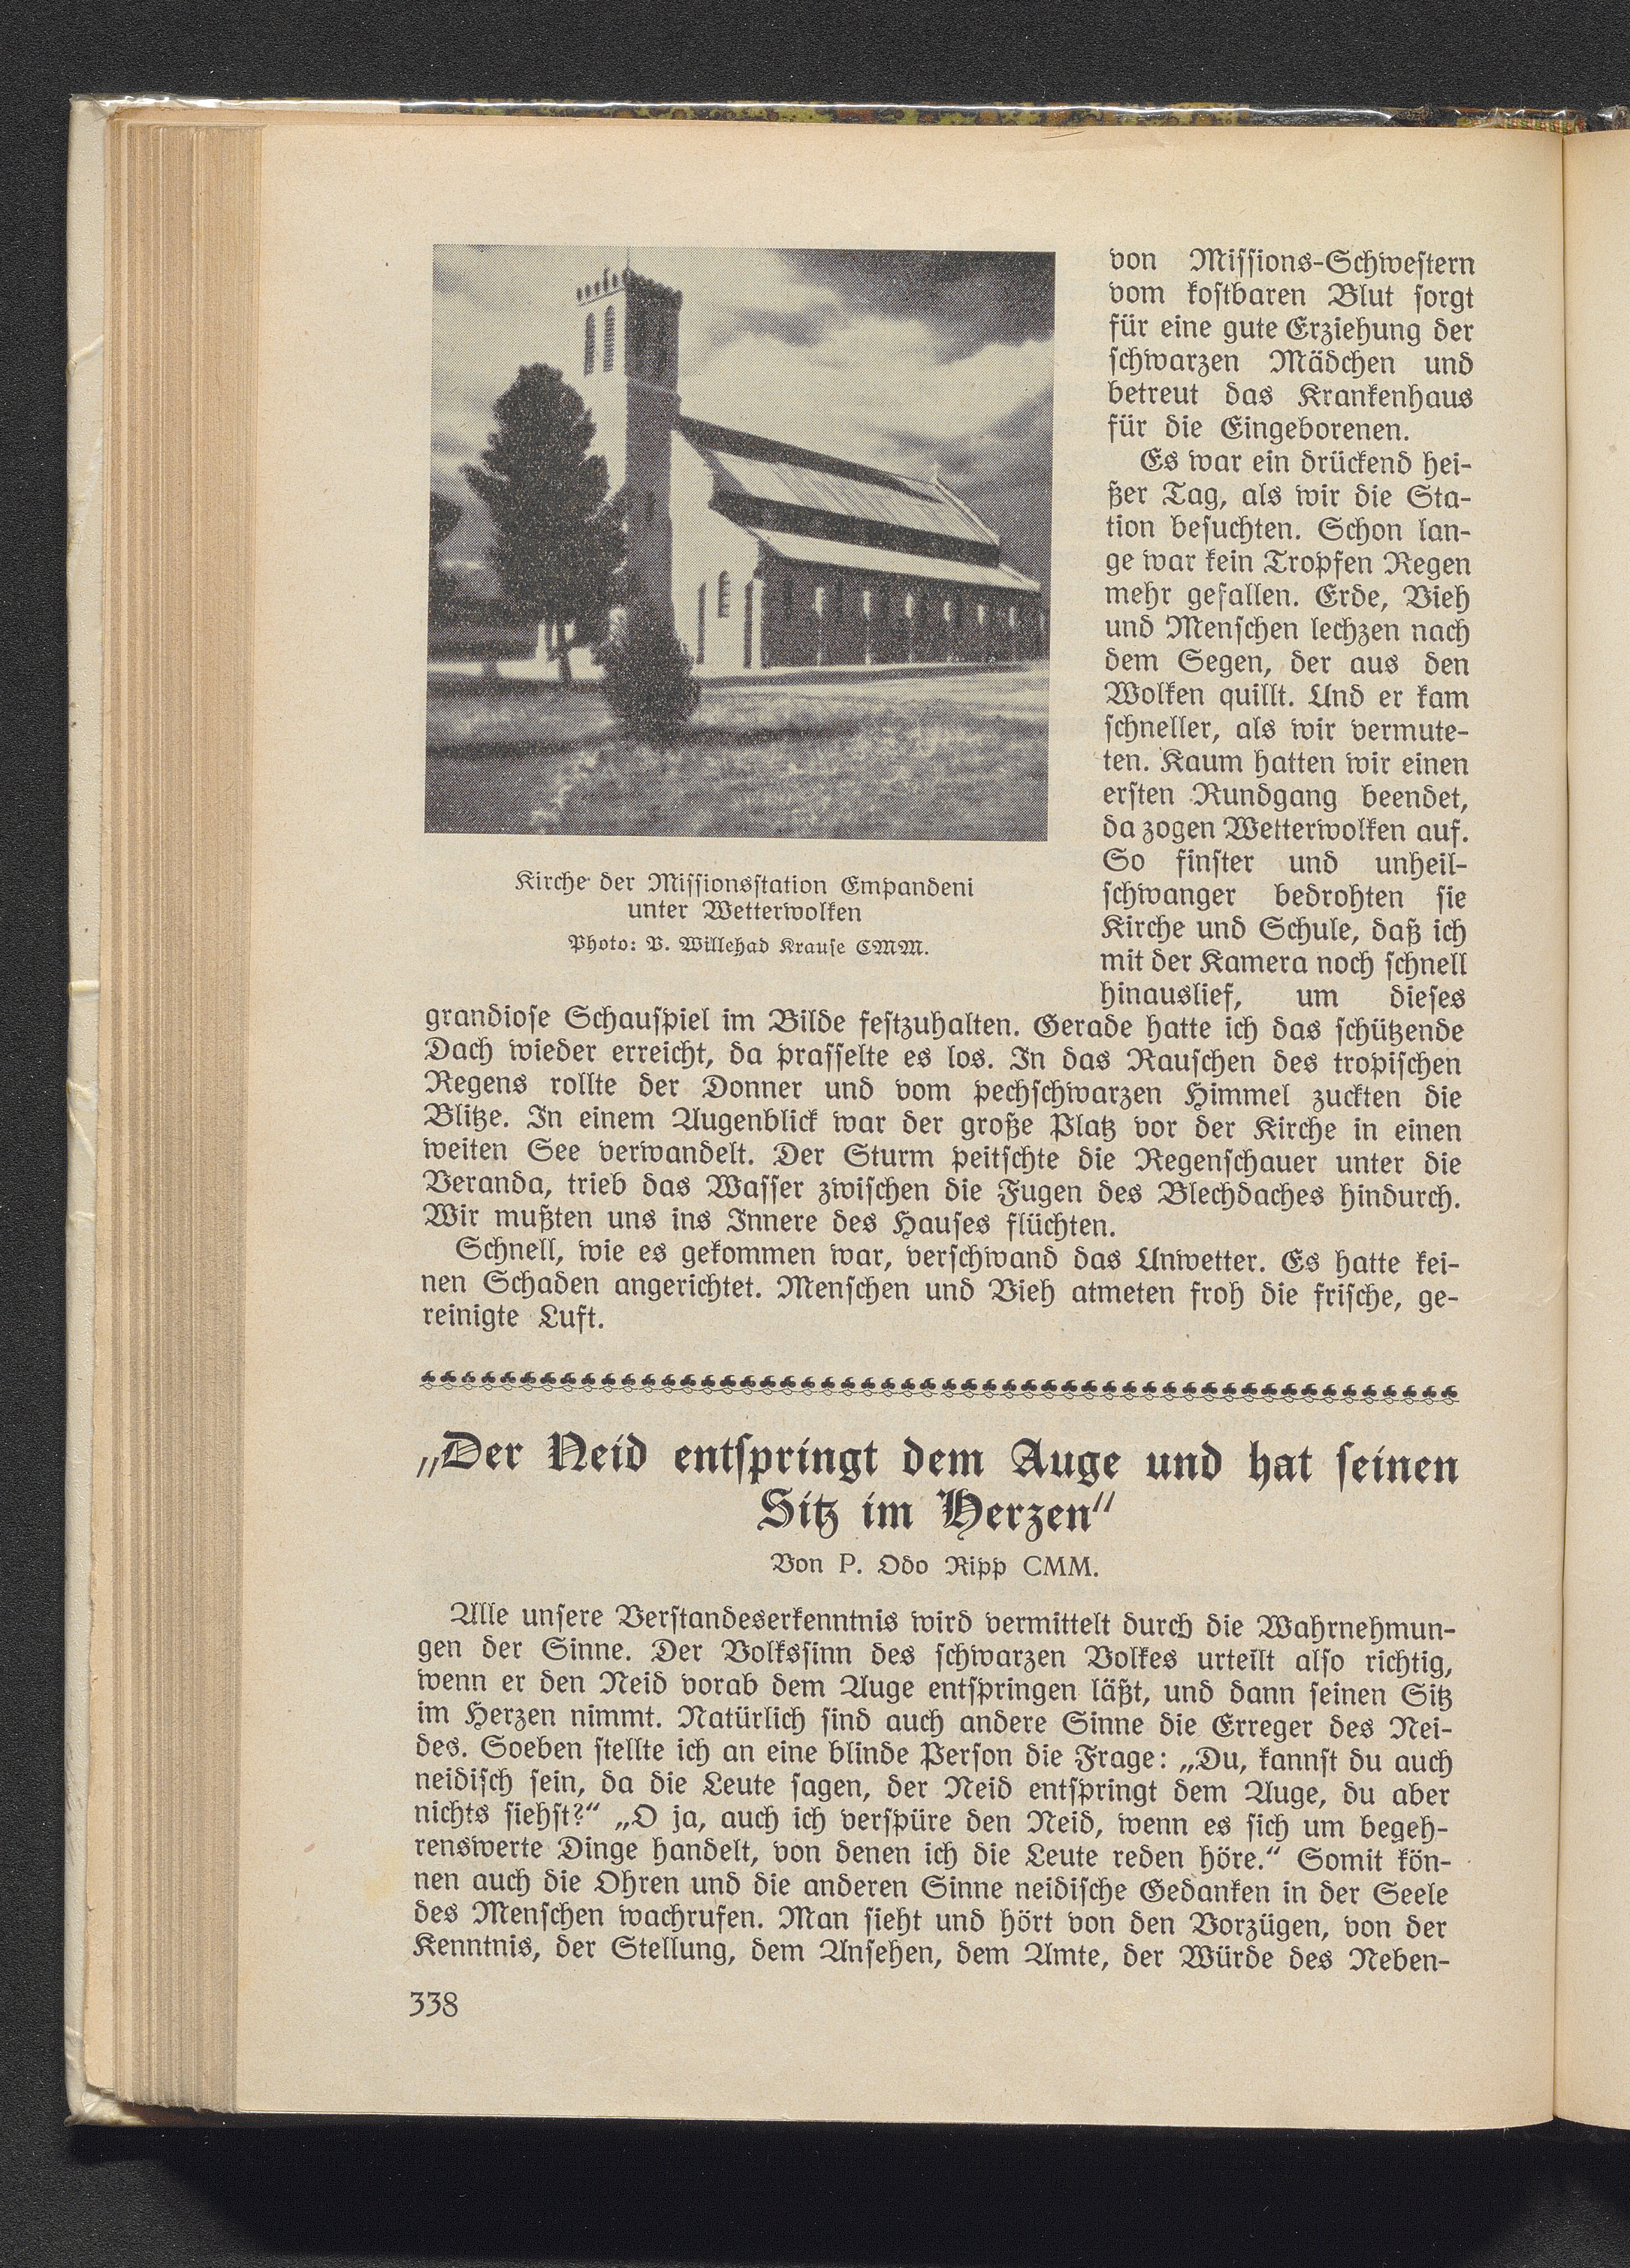 von Missions-Schwestern
vom kostbaren Blut sorgt
für eine gute Erziehung der
schwarzen Mädchen und
betreut das Krankenhaus
für die Eingeborenen.
Es war ein drückend hei-
ßer Tag, als wir die Sta-
tion besuchten. Schon lan-
ge war kein Tropfen Regen
mehr gefallen. Erde, Vieh
und Menschen lechzen nach
dem Segen, der aus den
Wolken quillt. Und er kam
schneller, als wir vermute-
ten. Kaum hatten wir einen
ersten Rundgang beendet,
da zogen Wetterwolken auf.
So finster und unheil-
schwanger bedrohten sie
Kirche und Schule, daß ich
mit der Kamera noch schnell
hinauslief, um dieses
Kirche der Missionsstation Empandeni
unter Wetterwolken
Photo: P. Willehad Krause CMM.
grandiose Schauspiel im Bilde festzuhalten. Gerade hatte ich das schützende
Dach wieder erreicht, da prasselte es los. In das Rauschen des tropischen
Regens rollte der Donner und vom pechschwarzen Himmel zuckten die
Blitze. In einem Augenblick war der große Platz vor der Kirche in einen
weiten See verwandelt. Der Sturm peitschte die Regenschauer unter die
Veranda, trieb das Wasser zwischen die Fugen des Blechdaches hindurch.
Wir mußten uns ins Innere des Hauses flüchten.
Schnell, wie es gekommen war, verschwand das Unwetter. Es hatte kei-
nen Schaden angerichtet. Menschen und Vieh atmeten froh die frische, ge-
reinigte Luft.
„Der Neid entspringt dem Auge und hat seinen
Sitz im Herzen“
Von P. Odo Ripp CMM.
Alle unsere Verstandeserkenntnis wird vermittelt durch die Wahrnehmun-
gen der Sinne. Der Volkssinn des schwarzen Volkes urteilt also richtig,
wenn er den Neid vorab dem Auge entspringen läßt, und dann seinen Sitz
im Herzen nimmt. Natürlich sind auch andere Sinne die Erreger des Nei-
des. Soeben stellte ich an eine blinde Person die Frage: „Du, kannst du auch
neidisch sein, da die Leute sagen, der Neid entspringt dem Auge, du aber
nichts siehst?“ „O ja, auch ich verspüre den Neid, wenn es sich um begeh-
renswerte Dinge handelt, von denen ich die Leute reden höre.“ Somit kön-
nen auch die Ohren und die anderen Sinne neidische Gedanken in der Seele
des Menschen wachrufen. Man sieht und hört von den Vorzügen, von der
Kenntnis, der Stellung, dem Ansehen, dem Amte, der Würde des Neben-
338